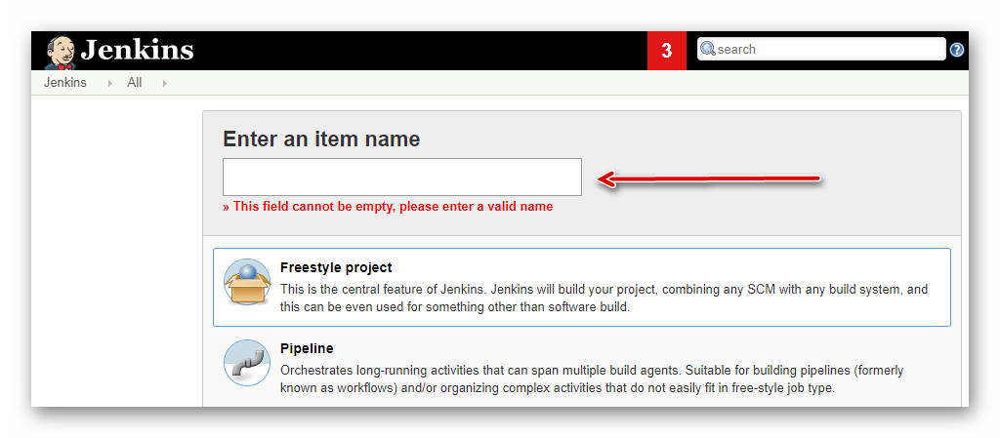 Jenkins
3
search
Jenkins
All
Enter an item name
» This field cannot be empty, please enter a valid name
Freestyle project
This is the central feature of Jenkins. Jenkins will build your project, combining any SCM with any build system, and
this can be even used for something other than software build.
Pipeline
Orchestrates long-running activities that can span multiple build agents. Suitable for building pipelines (formerly
known as workflows) and/or organizing complex activities that do not easily fit in free-style job type.